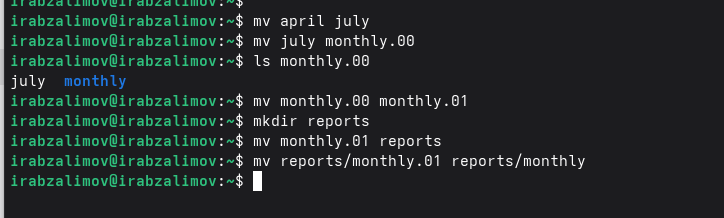 irabzalimov@irabzalimov:~$
irabzalimov@irabzalimov:~$ mv april july
irabzalimov@irabzalimov:~$ mv july monthly.00
irabzalimov@irabzalimov:~$ ls monthly.00
july  monthly
irabzalimov@irabzalimov:~$ mv monthly.00 monthly.01
irabzalimov@irabzalimov:~$ mkdir reports
irabzalimov@irabzalimov:~$ mv monthly.01 reports
irabzalimov@irabzalimov:~$ mv reports/monthly.01 reports/monthly
irabzalimov@irabzalimov:~$